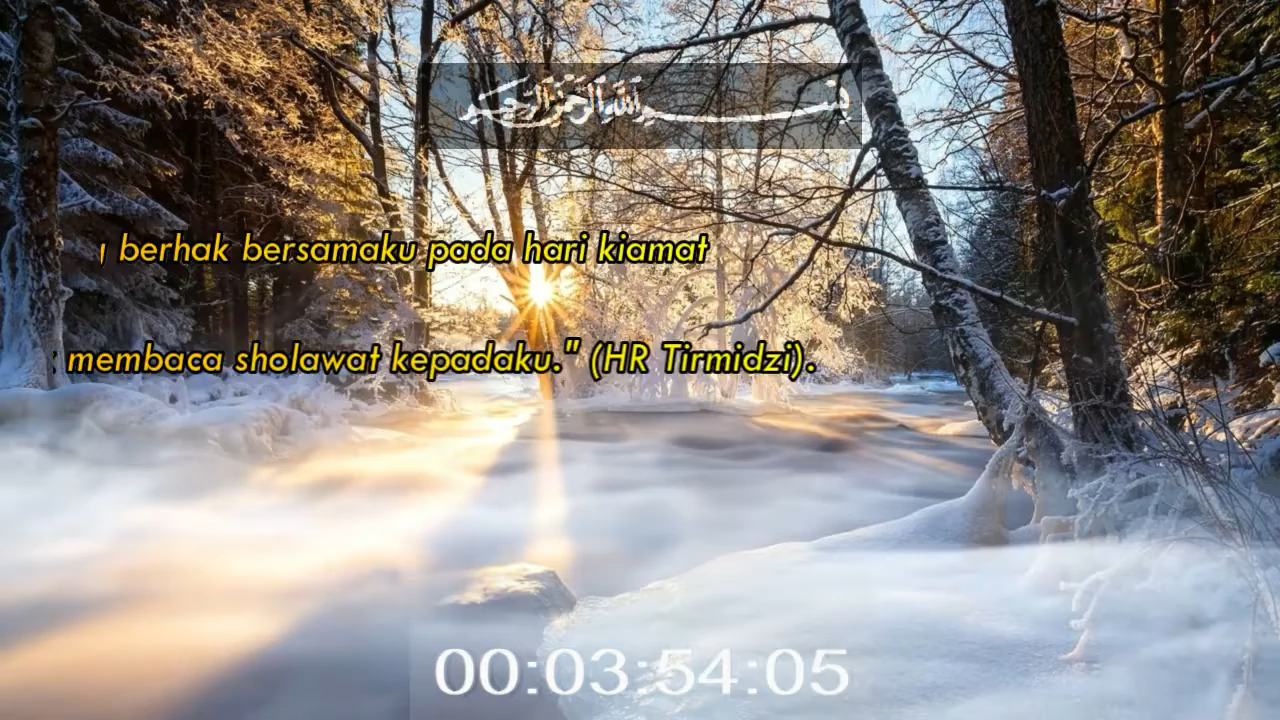 بسم الله الرحمن الرحيم
berhak bersamaku pada hari kiamat
membaca sholawat kepadaku." (HR Tirmidzi).
00:03:54:05